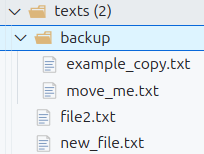 texts (2)
backup
example_copy.txt
move_me.txt
file2.txt
new_file.txt